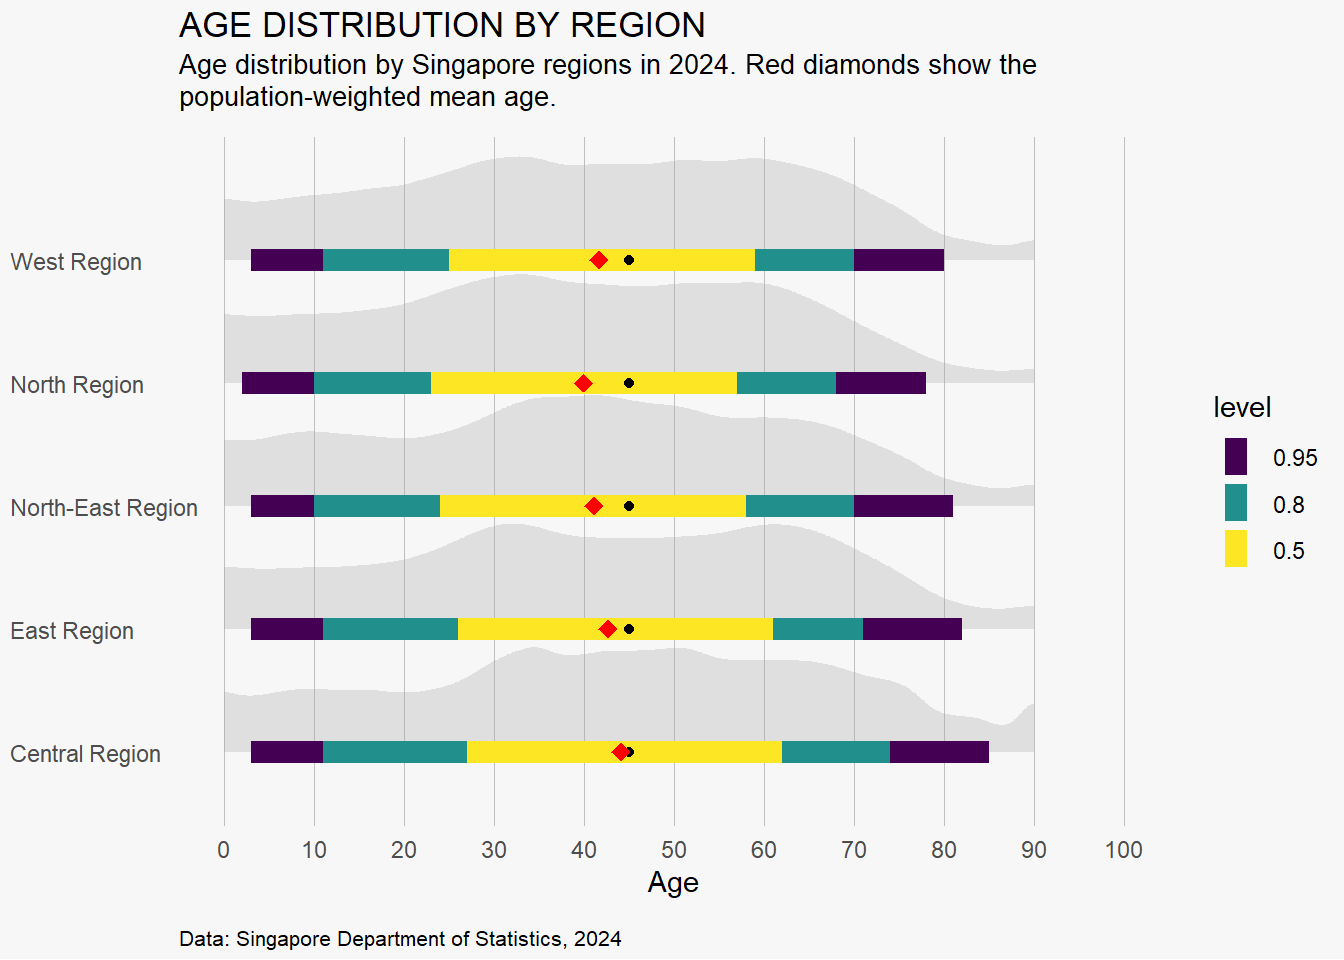 AGE DISTRIBUTION BY REGION
Age distribution by Singapore regions in 2024. Red diamonds show the
population-weighted mean age.
West Region
North Region
North-East Region
East Region
Central Region
level
0.95
0.8
0.5
0 10 20 30 40 50 60 70 80 90 100
Age
Data: Singapore Department of Statistics, 2024